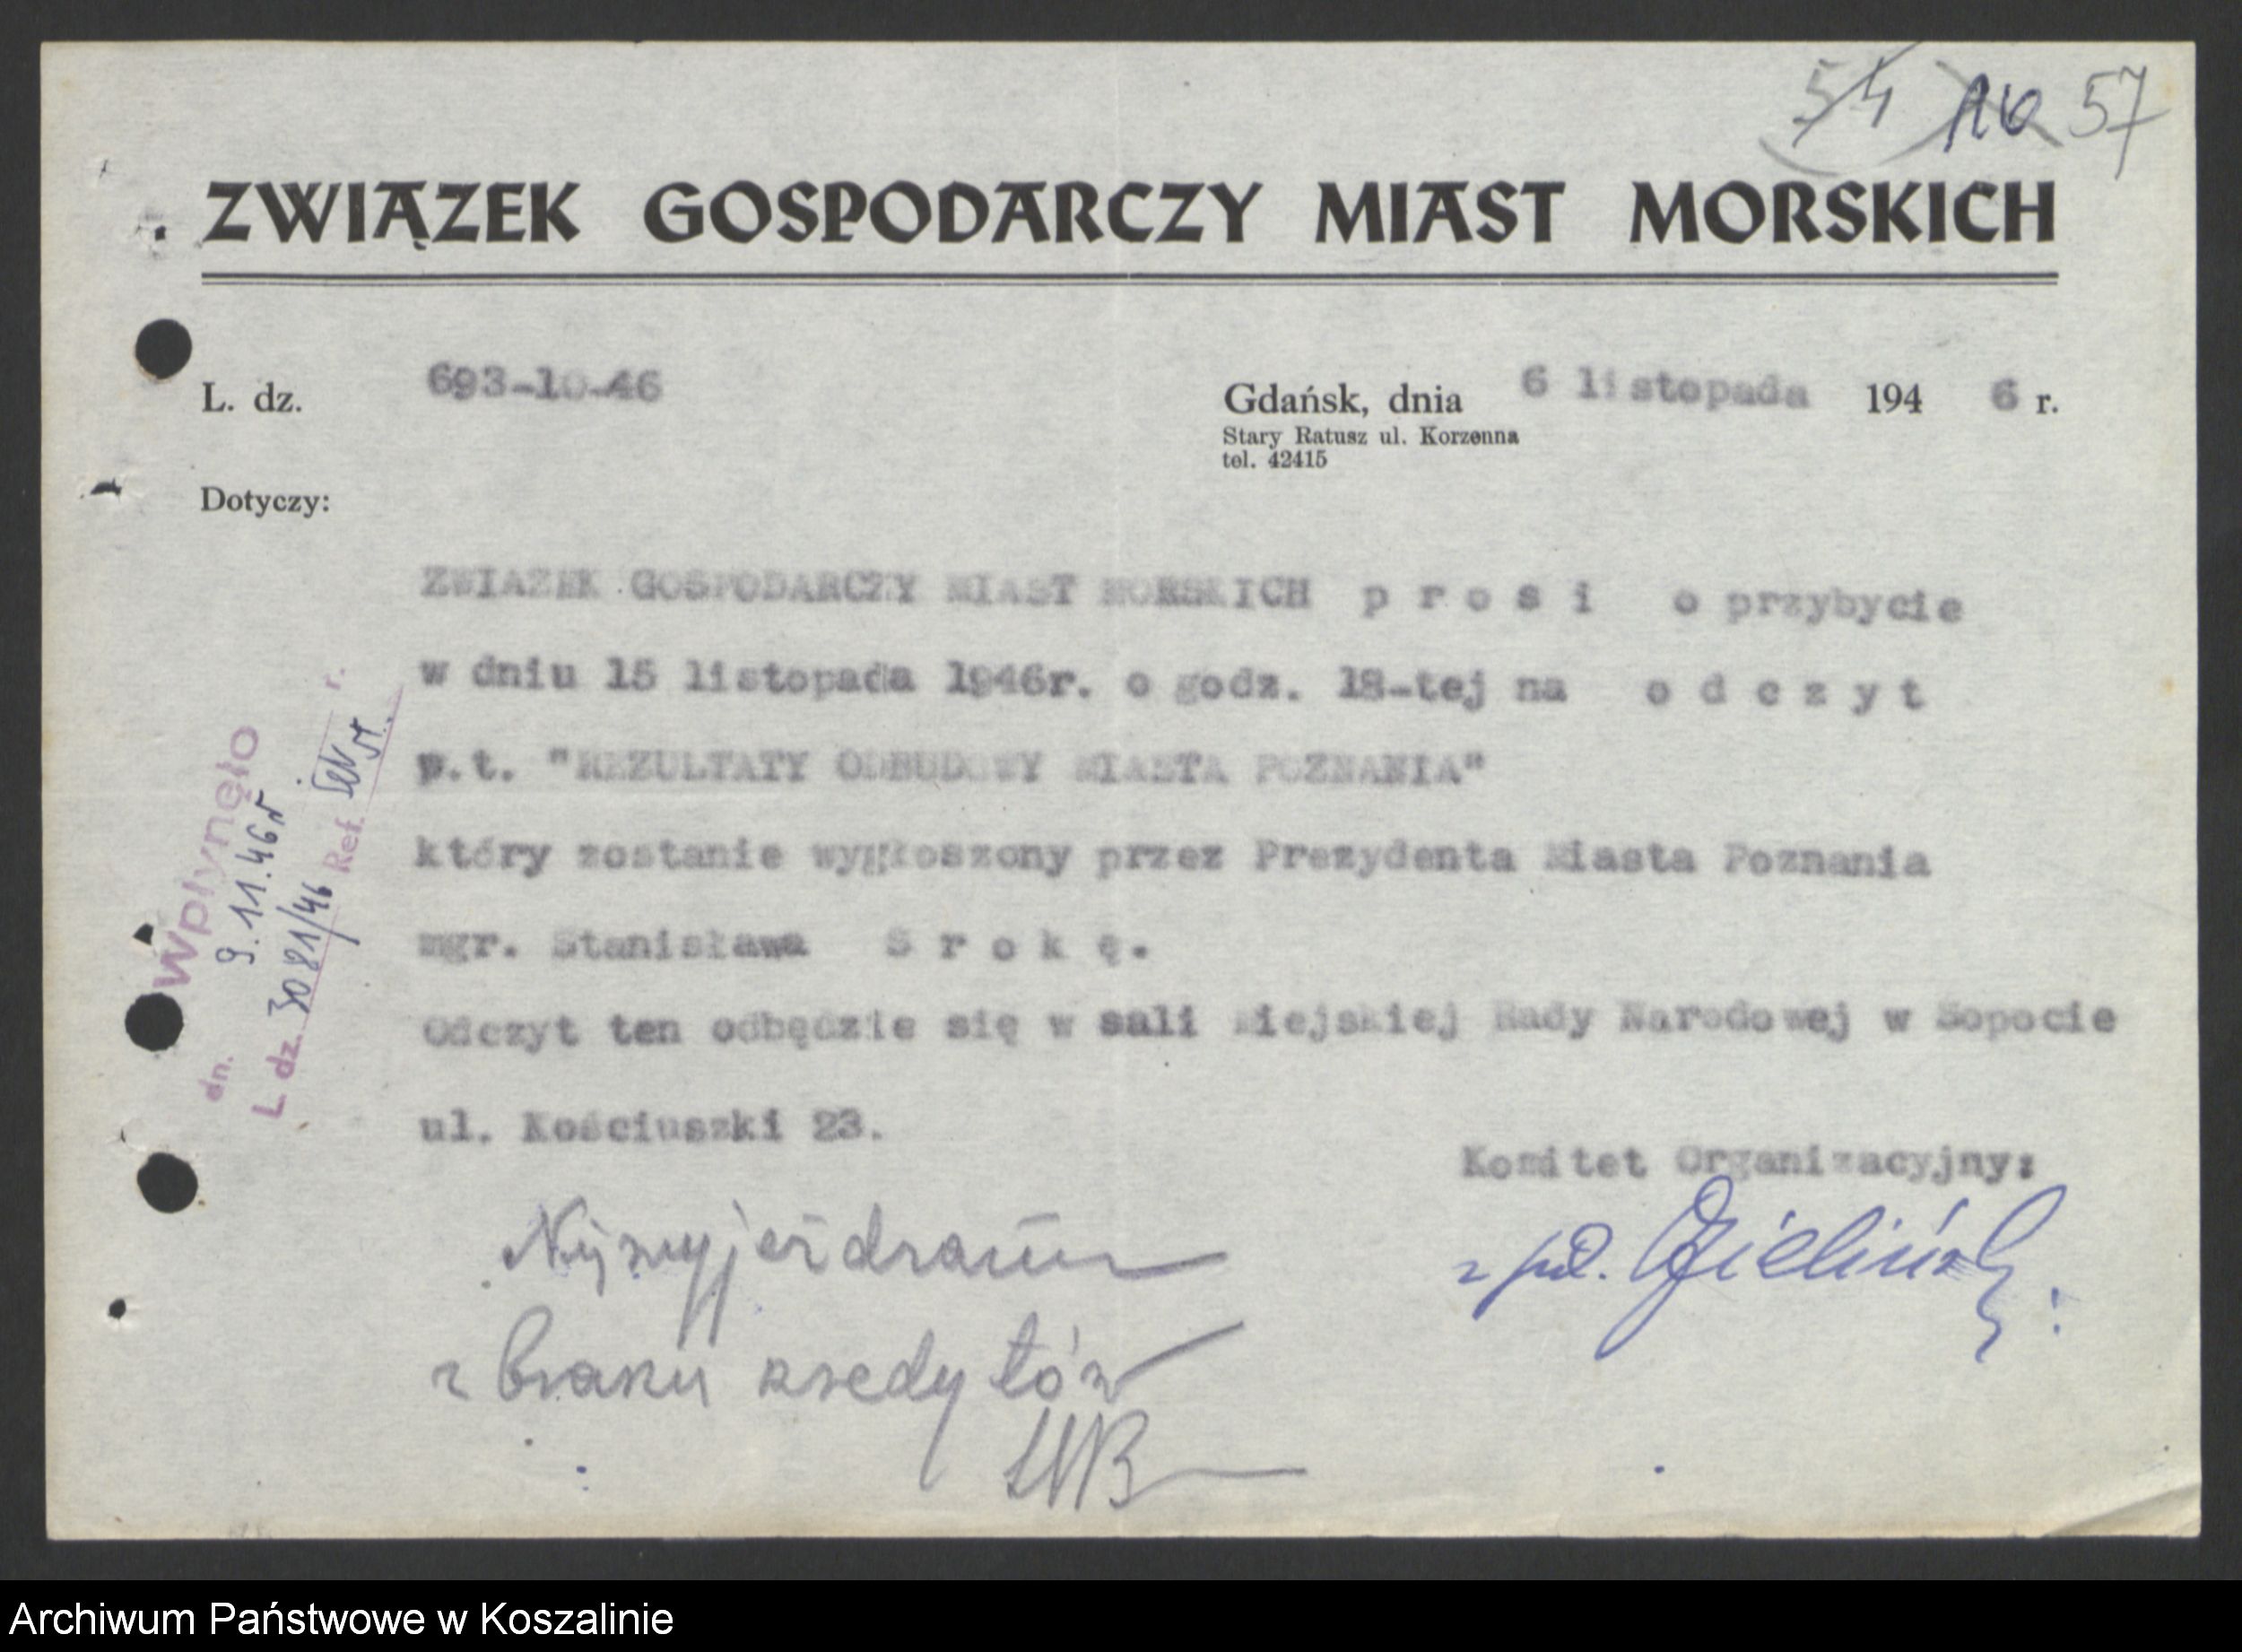 54 57
ZWIĄZEK GOSPODARCZY MIAST MORSKICH
L. dz. 693-10-46
Gdańsk, dnia 6 listopada 1946 r.
Stary Ratusz ul. Korzenna
tel. 42415
Dotyczy:
ZWIAZEK GOSPODARCZY MIAST MORSKICH p r o s i o przybycie
w dniu 15 listopada 1946r. o godz. 18-tej na o d c z y t
p.t. "REZULTATY ODBUDOWY MIASTA POZNANIA"
który zostanie wygłoszony przez Prezydenta Miasta Poznania
mgr. Stanisława S r o k ę.
Odczyt ten odbędzie się w sali Miejskiej Rady Narodowej w Sopocie
ul. Kościuszki 23.
Wpłynęło
dn. 9.11.46 r.
L. dz. 3081/46 Ref.
Komitet Organizacyjny:
z braku kredytów
Archiwum Państwowe w Koszalinie